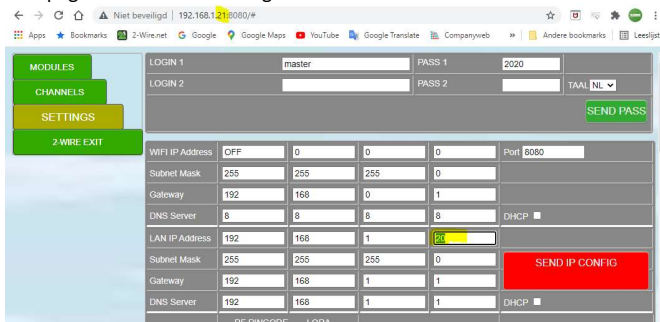 Niet beveiligd | 192.168.1.21:8080/#
Apps Bookmarks 2-Wire.net Google Google Maps YouTube Google Translate Companyweb » Andere bookmarks Leeslijst
MODULES
CHANNELS
SETTINGS
2-WIRE EXIT
LOGIN 1 master PASS 1 2020
LOGIN 2 PASS 2 TAAL NL
SEND PASS
WIFI IP Address OFF 0 0 0 Port 8080
Subnet Mask 255 255 255 0
Gateway 192 168 0 1
DNS Server 8 8 8 8 DHCP
LAN IP Address 192 168 1 20
Subnet Mask 255 255 255 0
SEND IP CONFIG
Gateway 192 168 1 1
DNS Server 192 168 1 1 DHCP